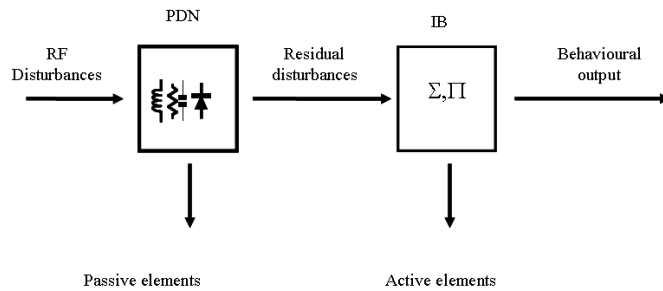 PDN
IB
RF
Disturbances
Residual
disturbances
Behavioural
output
Σ,Π
Passive elements
Active elements